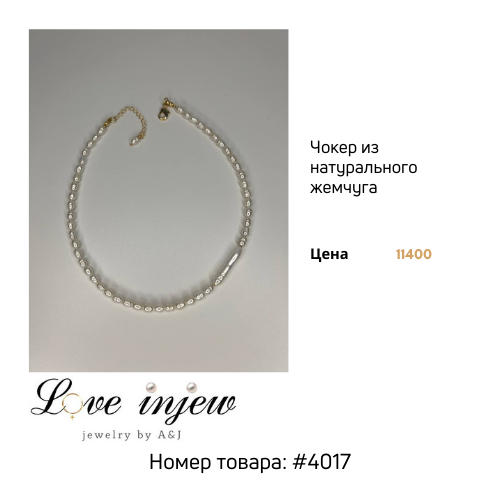 Чокер из
натурального
жемчуга
Цена 11400
Love injew
jewelry by A&J
Номер товара: #4017